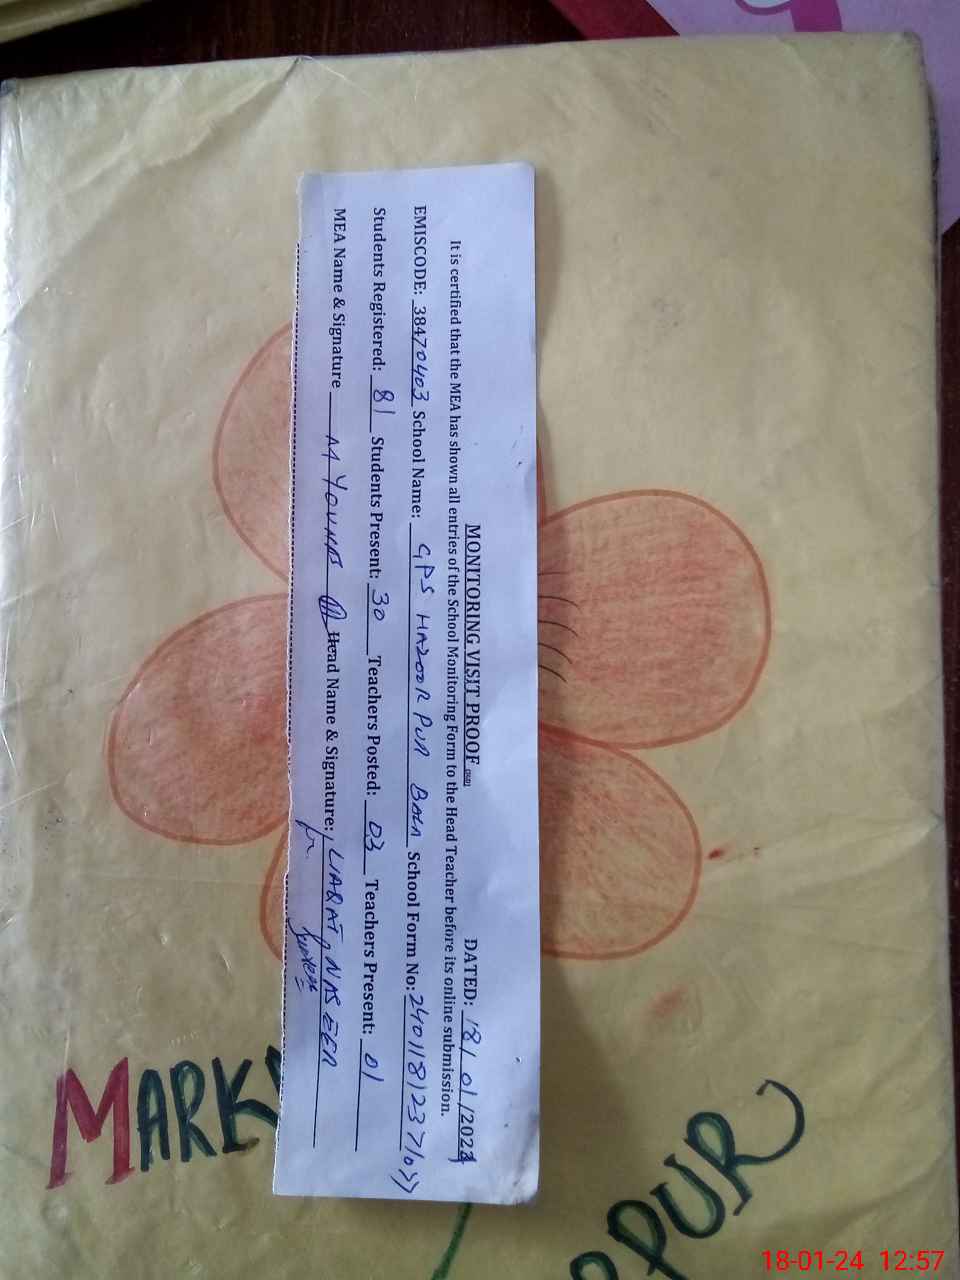 MONITORING VISIT PROOF DATED: 18/01/2024
It is certified that the MEA has shown all entries of the School Monitoring Form to the Head Teacher before its online submission.
EMISCODE: 38470403 School Name: GPS HAZOOR PUR BALA School Form No:
Students Registered: 81 Students Present: 30 Teachers Posted: 03 Teachers Present: 01
MEA Name & Signature M YOUNAS Head Name & Signature: LIAQAT NASEER
MARK
PUR
18-01-24 12:57